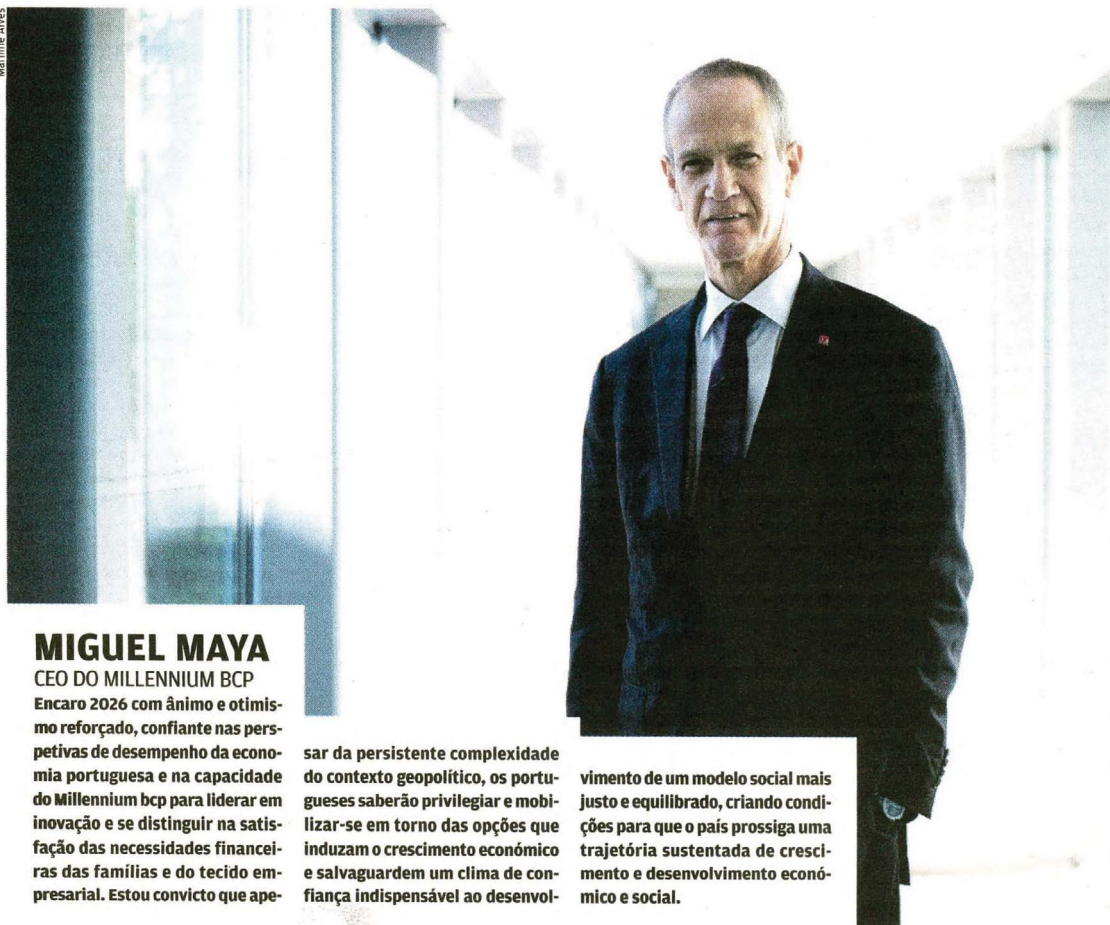 Martilhe Alves
MIGUEL MAYA
CEO DO MILLENNIUM BCP
Encaro 2026 com ânimo e otimis-
mo reforçado, confiante nas pers-
petivas de desempenho da econo-
mia portuguesa e na capacidade
do Millennium bcp para liderar em
inovação e se distinguir na satis-
fação das necessidades financei-
ras das famílias e do tecido em-
presarial. Estou convicto que ape-
sar da persistente complexidade
do contexto geopolítico, os portu-
gueses saberão privilegiar e mobi-
lizar-se em torno das opções que
induzam o crescimento económico
e salvaguardem um clima de con-
fiança indispensável ao desenvol-
vimento de um modelo social mais
justo e equilibrado, criando condi-
ções para que o país prossiga uma
trajetória sustentada de cresci-
mento e desenvolvimento econó-
mico e social.